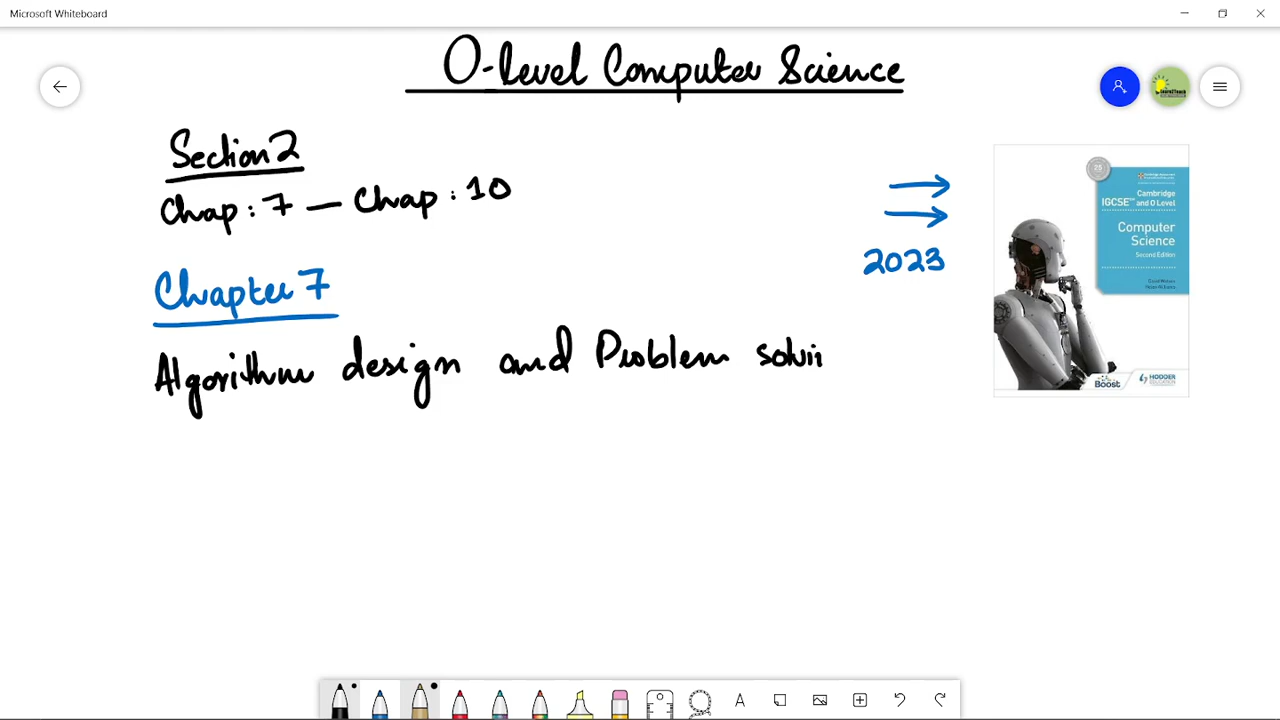 Microsoft Whiteboard
O-level Computer Science
Section 2
Chap: 7 — Chap: 10
2023
Cambridge
IGCSE™ and O Level
Computer
Science
Second Edition
Boost
HODDER
EDUCATION
Chapter 7
Algorithm design and Problem solvin